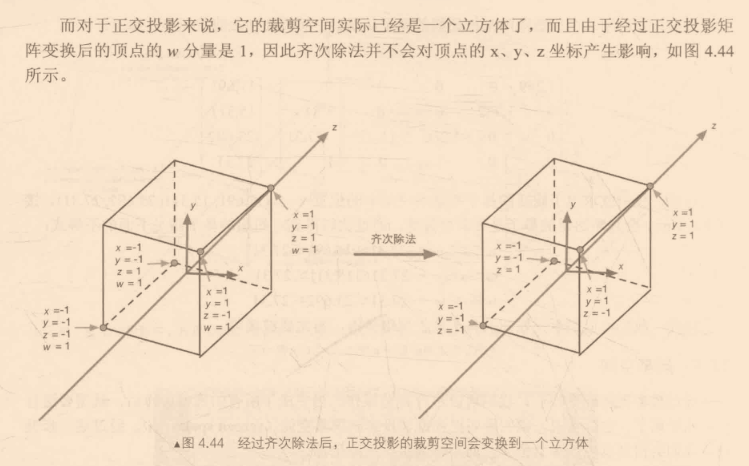 而对于正交投影来说，它的裁剪空间实际已经是一个立方体了，而且由于经过正交投影矩
阵变换后的顶点的 w 分量是 1，因此齐次除法并不会对顶点的 x、y、z 坐标产生影响，如图 4.44
所示。
z
x =1
y = 1
z = 1
w = 1
y
x =-1
y = -1
z = 1
w = 1
x
x =1
y = 1
z = -1
w = 1
x =-1
y = -1
z = -1
w = 1
齐次除法
z
x =1
y = 1
z = 1
y
x =-1
y = -1
z = 1
x
x =1
y = 1
z = -1
x =-1
y = -1
z = -1
▲图 4.44 经过齐次除法后，正交投影的裁剪空间会变换到一个立方体